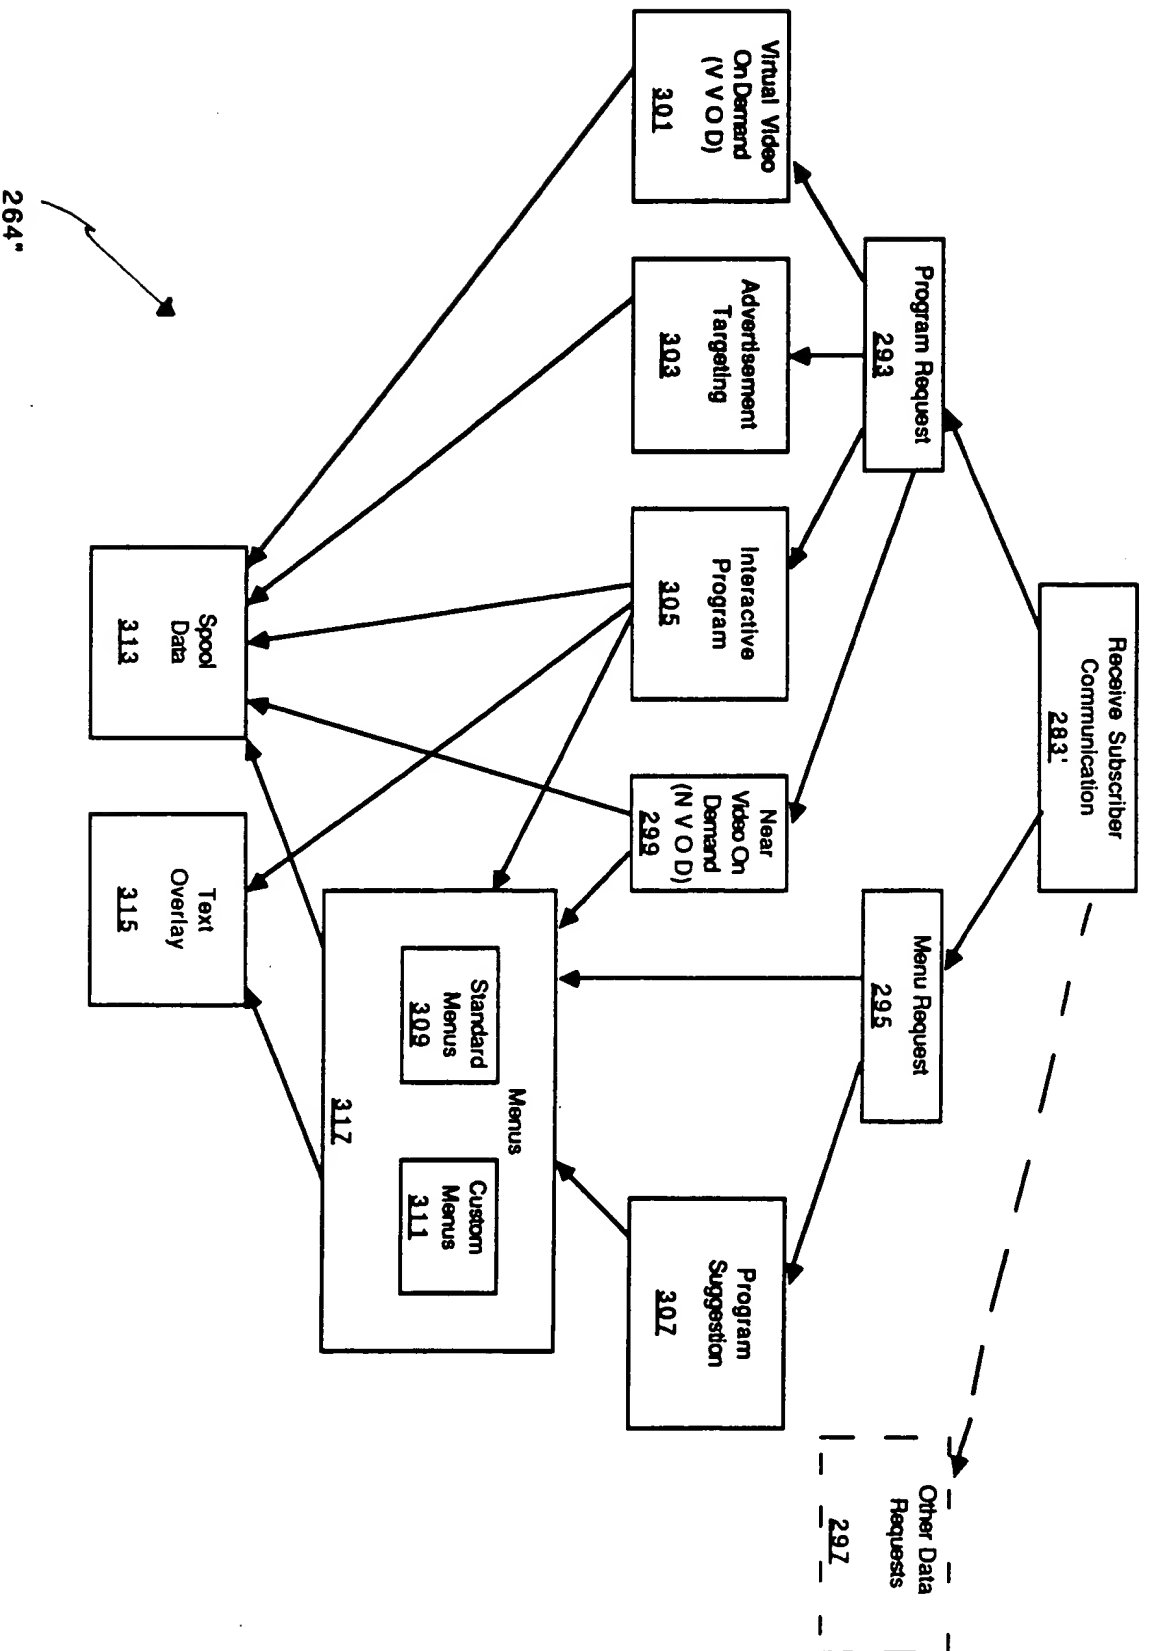 Receive Subscriber
Communication
283'
Program Request
293
Menu Request
295
Other Data
Requests
297
Virtual Video
On Demand
(V V O D)
301
Advertisement
Targeting
303
Interactive
Program
305
Near
Video On
Demand
(N V O D)
299
Program
Suggestion
307
Menus
Standard
Menus
309
Custom
Menus
311
317
Spool
Data
313
Text
Overlay
315
264"